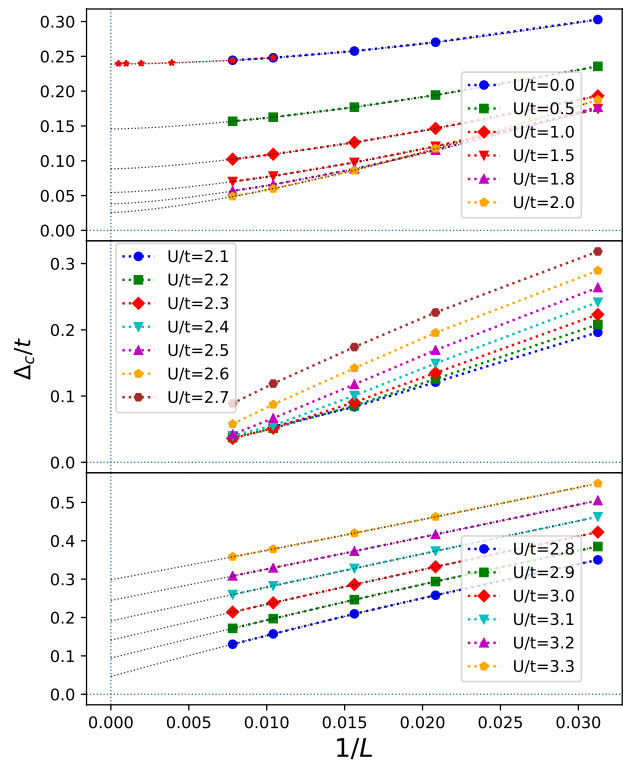 0.30
0.25
0.20
0.15
0.10
0.05
0.00
U/t=0.0
U/t=0.5
U/t=1.0
U/t=1.5
U/t=1.8
U/t=2.0
Δc/t
0.3
0.2
0.1
0.0
U/t=2.1
U/t=2.2
U/t=2.3
U/t=2.4
U/t=2.5
U/t=2.6
U/t=2.7
0.5
0.4
0.3
0.2
0.1
0.0
U/t=2.8
U/t=2.9
U/t=3.0
U/t=3.1
U/t=3.2
U/t=3.3
0.000 0.005 0.010 0.015 0.020 0.025 0.030
1/L